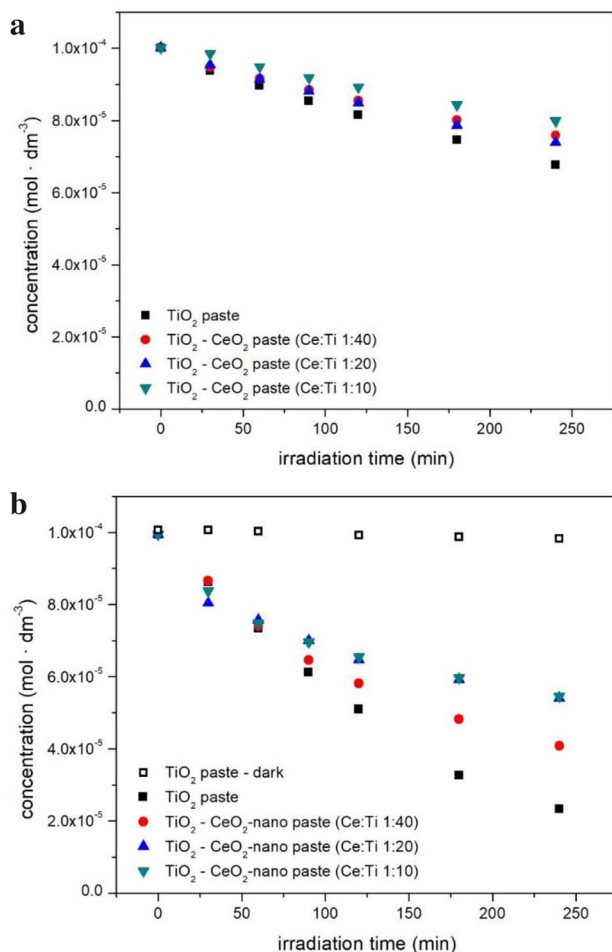 a
1.0x10⁻⁴
8.0x10⁻⁵
6.0x10⁻⁵
4.0x10⁻⁵
2.0x10⁻⁵
0.0
concentration (mol · dm⁻³)
TiO₂ paste
TiO₂ - CeO₂ paste (Ce:Ti 1:40)
TiO₂ - CeO₂ paste (Ce:Ti 1:20)
TiO₂ - CeO₂ paste (Ce:Ti 1:10)
0 50 100 150 200 250
irradiation time (min)
b
1.0x10⁻⁴
8.0x10⁻⁵
6.0x10⁻⁵
4.0x10⁻⁵
2.0x10⁻⁵
0.0
concentration (mol · dm⁻³)
TiO₂ paste - dark
TiO₂ paste
TiO₂ - CeO₂-nano paste (Ce:Ti 1:40)
TiO₂ - CeO₂-nano paste (Ce:Ti 1:20)
TiO₂ - CeO₂-nano paste (Ce:Ti 1:10)
0 50 100 150 200 250
irradiation time (min)